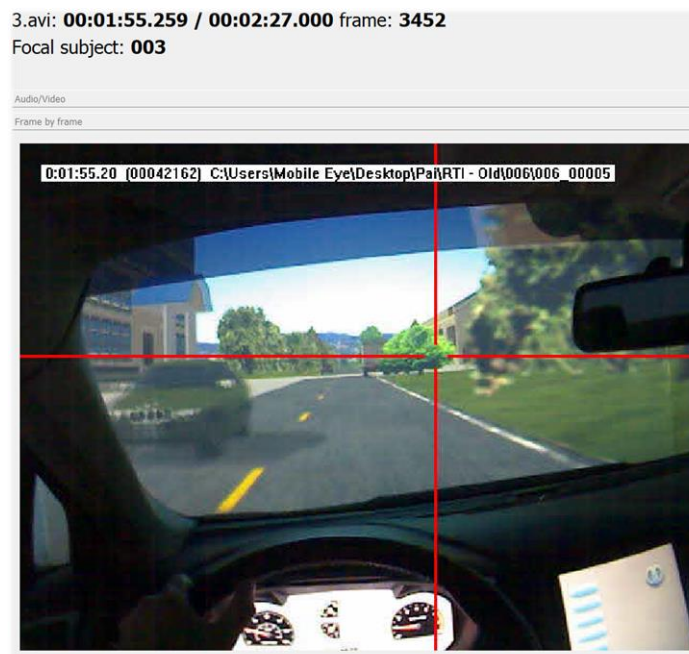 3.avi: 00:01:55.259 / 00:02:27.000 frame: 3452
Focal subject: 003
Audio/Video
Frame by frame
0:01:55.20 (00042162) C:\Users\Mobile Eye\Desktop\Pai\RTI - Old\006\006_00005